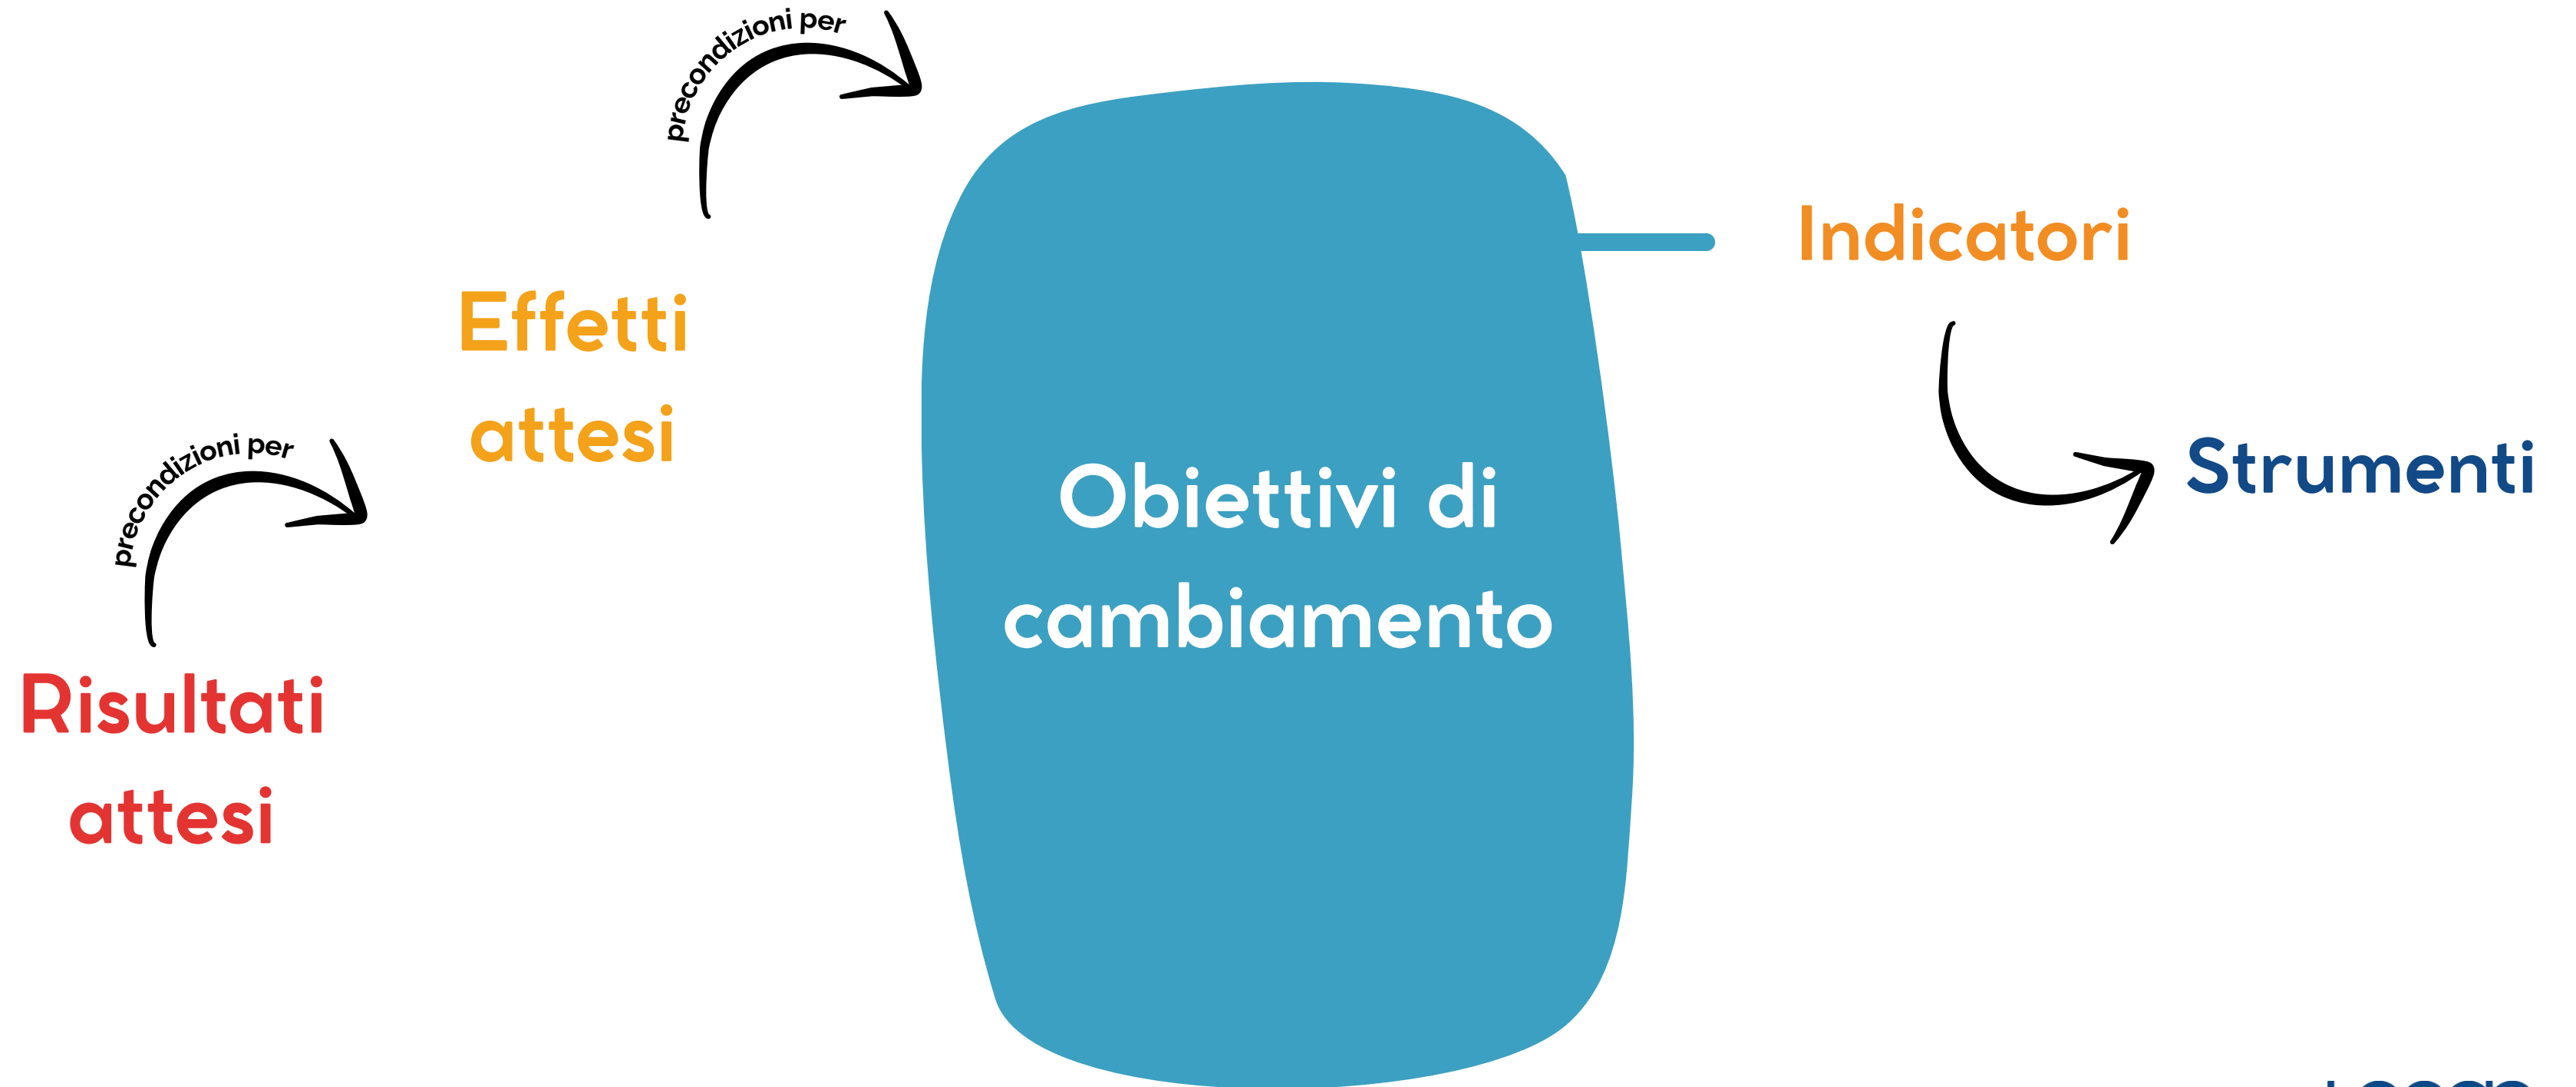 precondizioni per
Effetti
attesi
precondizioni per
Risultati
attesi
Obiettivi di
cambiamento
Indicatori
Strumenti